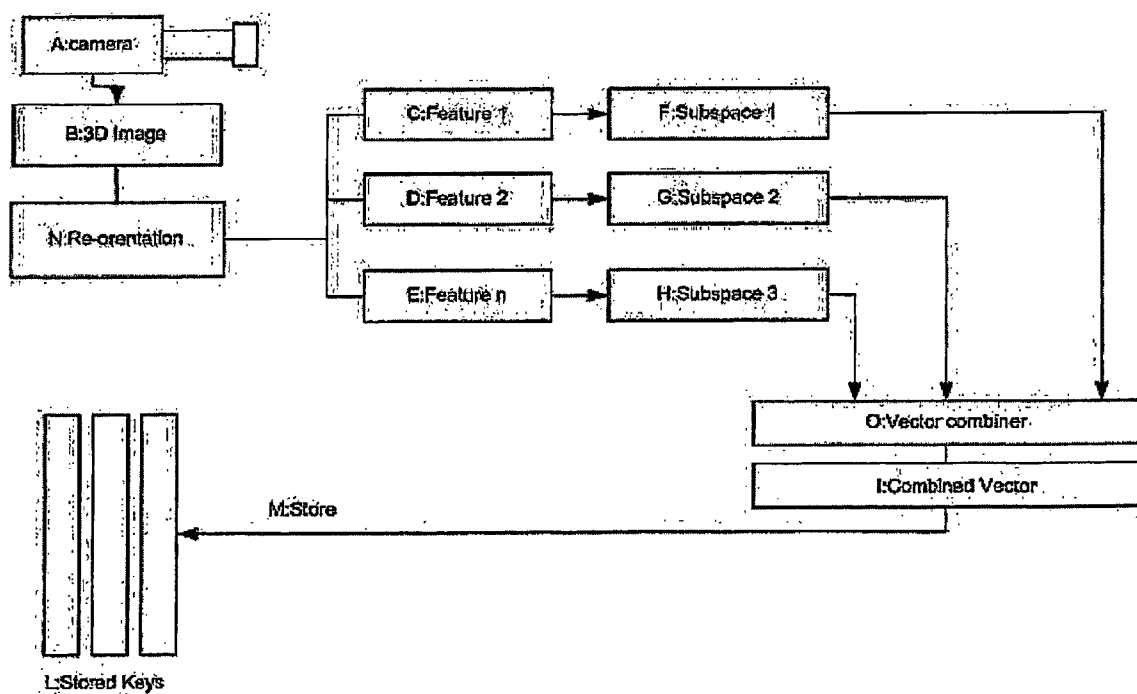 A:camera
B:3D Image
N:Re-orentation
C:Feature 1
F:Subspace 1
D:Feature 2
G:Subspace 2
E:Feature n
H:Subspace 3
O:Vector combiner
I:Combined Vector
M:Store
L:Stored Keys